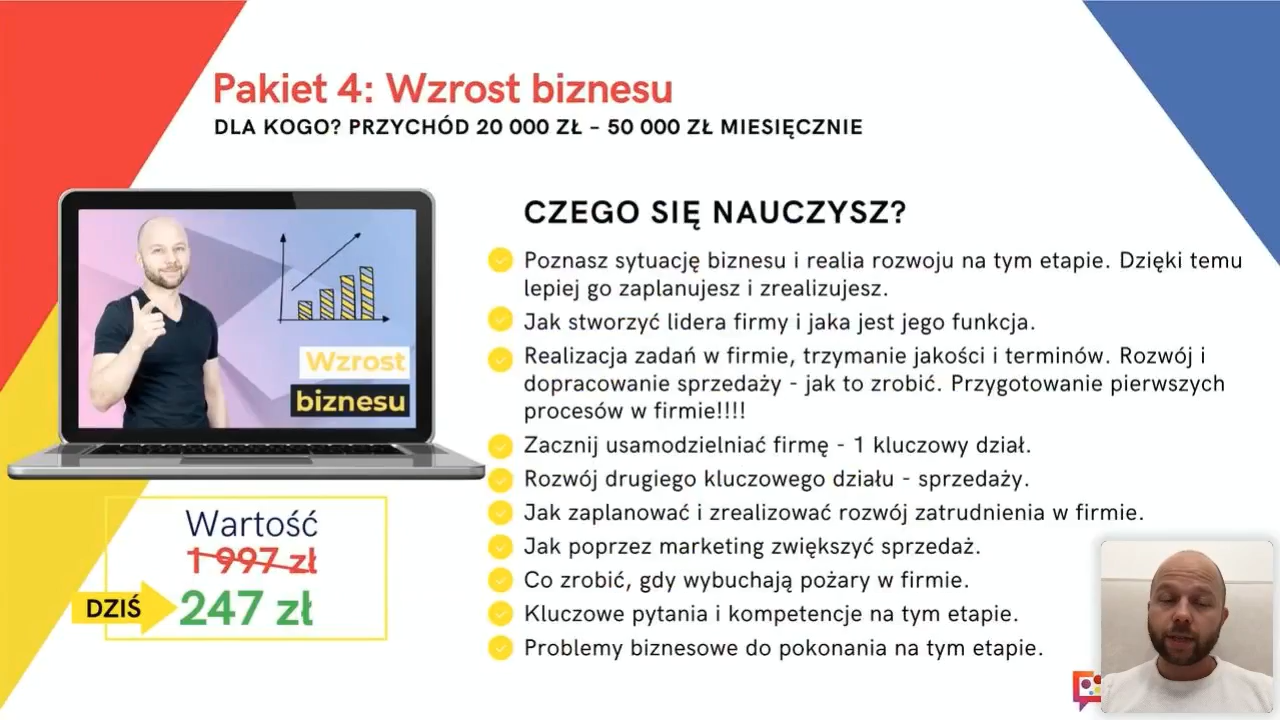 Pakiet 4: Wzrost biznesu
DLA KOGO? PRZYCHÓD 20 000 ZŁ – 50 000 ZŁ MIESIĘCZNIE
Wzrost
biznesu
Wartość
1 997 zł
DZIŚ
247 zł
CZEGO SIĘ NAUCZYSZ?
Poznasz sytuację biznesu i realia rozwoju na tym etapie. Dzięki temu
lepiej go zaplanujesz i zrealizujesz.
Jak stworzyć lidera firmy i jaka jest jego funkcja.
Realizacja zadań w firmie, trzymanie jakości i terminów. Rozwój i
dopracowanie sprzedaży - jak to zrobić. Przygotowanie pierwszych
procesów w firmie!!!!
Zacznij usamodzielniać firmę - 1 kluczowy dział.
Rozwój drugiego kluczowego działu - sprzedaży.
Jak zaplanować i zrealizować rozwój zatrudnienia w firmie.
Jak poprzez marketing zwiększyć sprzedaż.
Co zrobić, gdy wybuchają pożary w firmie.
Kluczowe pytania i kompetencje na tym etapie.
Problemy biznesowe do pokonania na tym etapie.